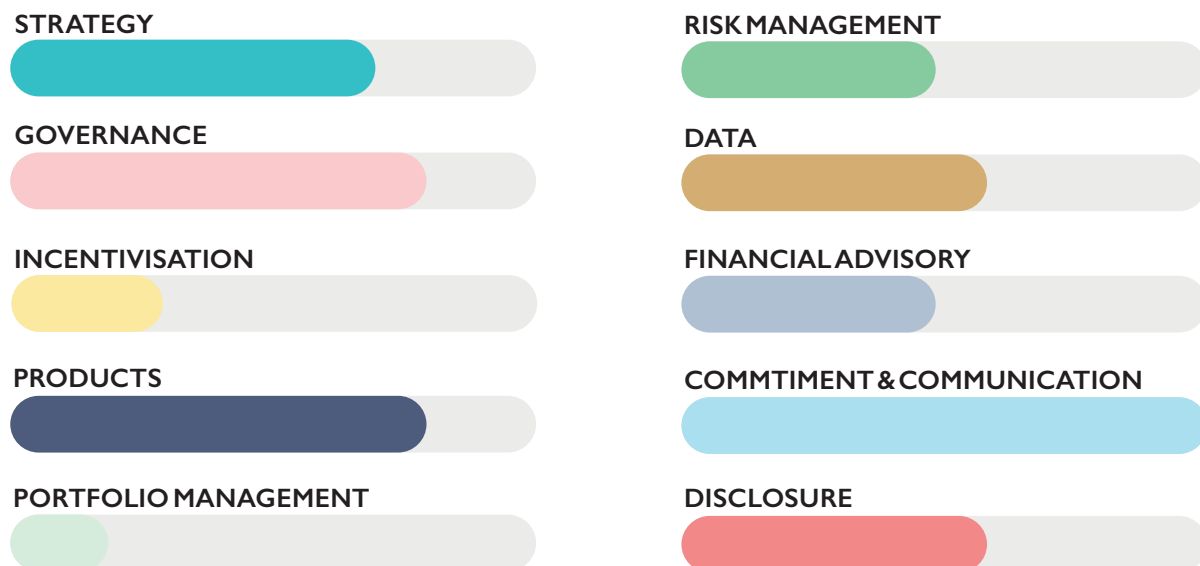 STRATEGY
GOVERNANCE
INCENTIVISATION
PRODUCTS
PORTFOLIO MANAGEMENT
RISK MANAGEMENT
DATA
FINANCIAL ADVISORY
COMMTIMENT & COMMUNICATION
DISCLOSURE